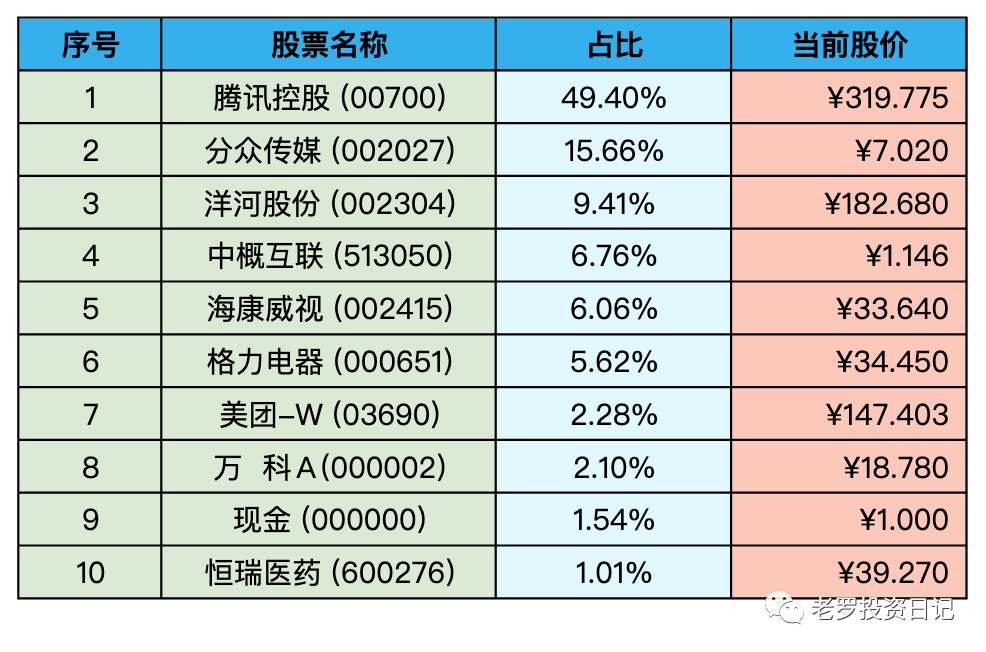 序号 股票名称 占比 当前股价
1 腾讯控股 (00700) 49.40% ¥319.775
2 分众传媒 (002027) 15.66% ¥7.020
3 洋河股份 (002304) 9.41% ¥182.680
4 中概互联 (513050) 6.76% ¥1.146
5 海康威视 (002415) 6.06% ¥33.640
6 格力电器 (000651) 5.62% ¥34.450
7 美团-W (03690) 2.28% ¥147.403
8 万 科A(000002) 2.10% ¥18.780
9 现金 (000000) 1.54% ¥1.000
10 恒瑞医药 (600276) 1.01% ¥39.270
老罗投资日记